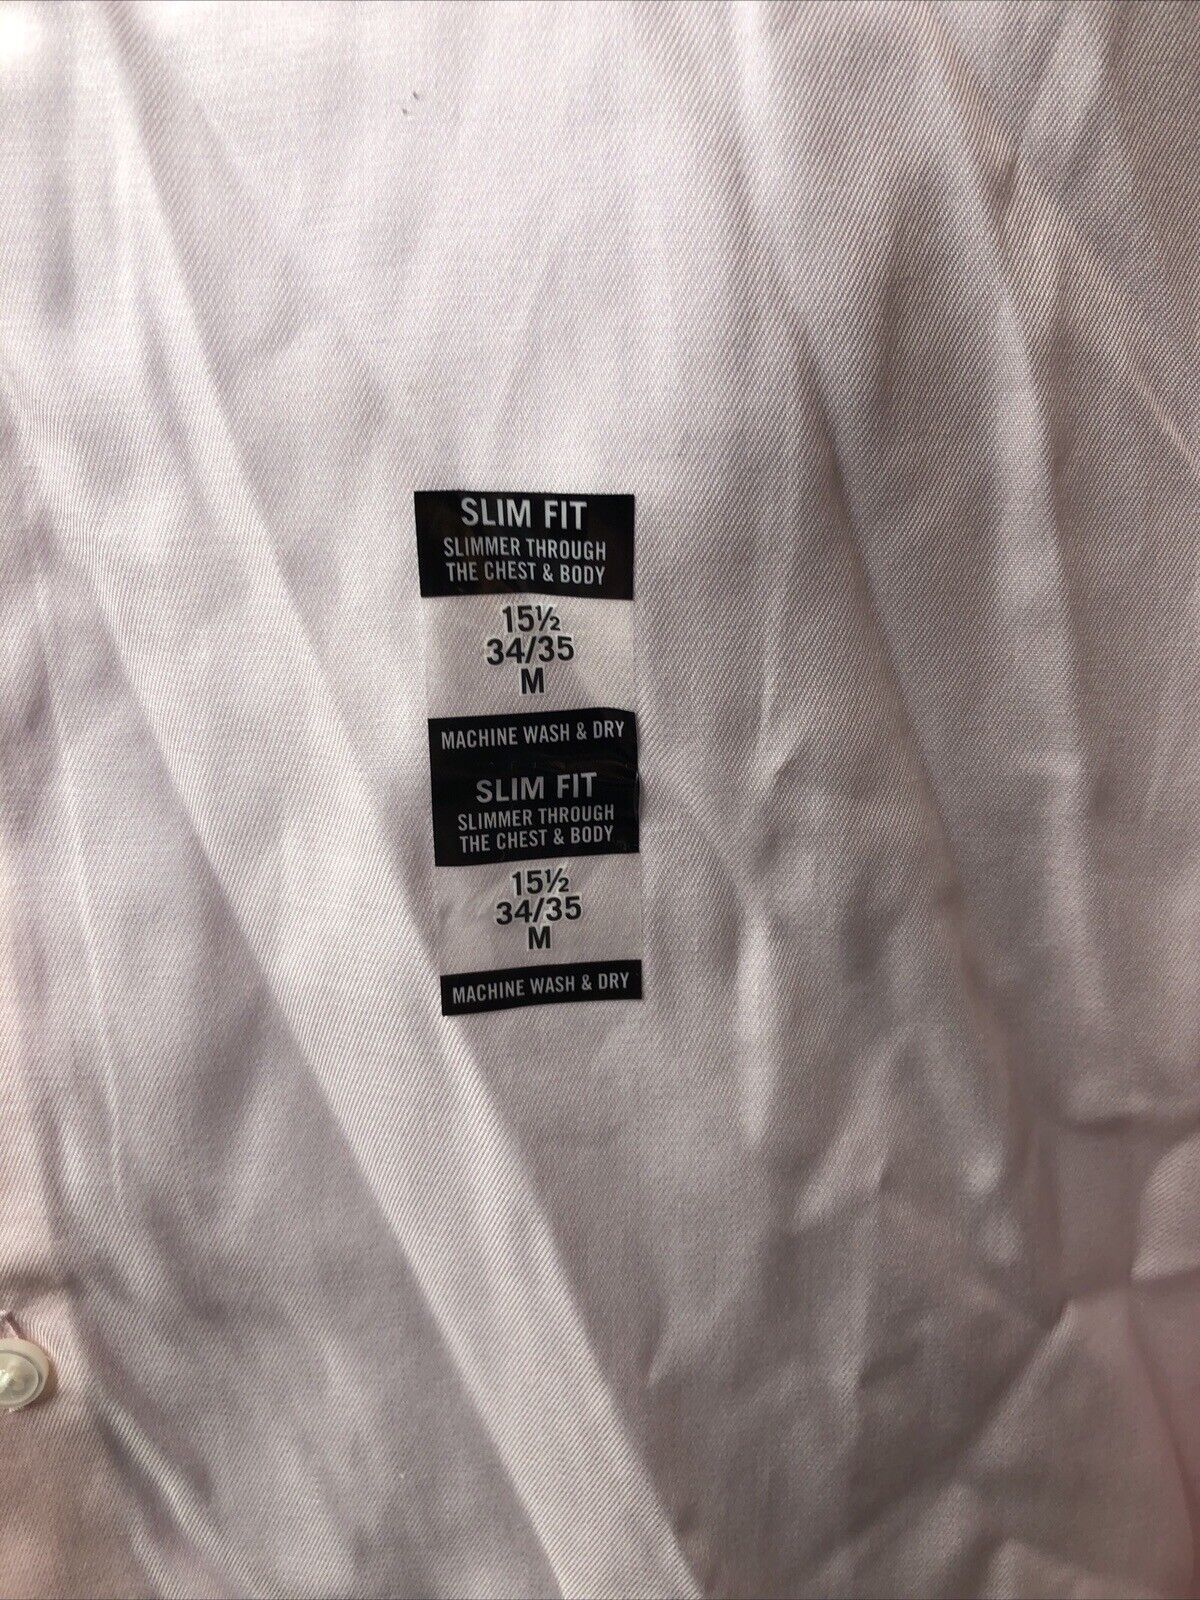 SLIM FIT
SLIMMER THROUGH
THE CHEST & BODY
15½
34/35
M
MACHINE WASH & DRY
SLIM FIT
SLIMMER THROUGH
THE CHEST & BODY
15½
34/35
M
MACHINE WASH & DRY